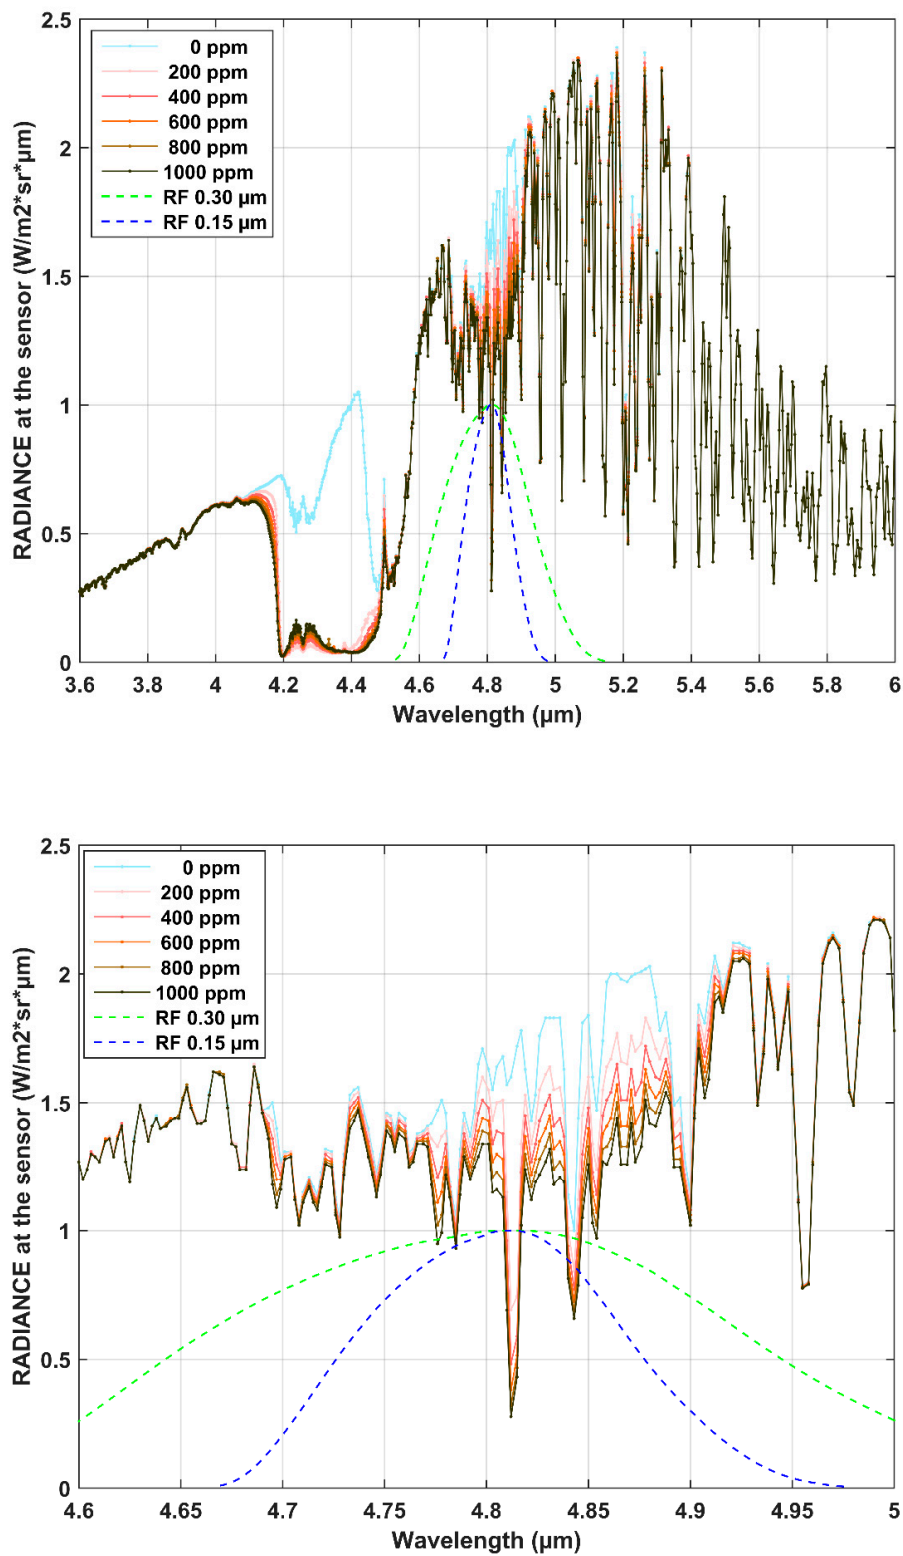 RADIANCE at the sensor (W/m2*sr*µm)
2.5
2
1.5
1
0.5
0
0 ppm
200 ppm
400 ppm
600 ppm
800 ppm
1000 ppm
RF 0.30 µm
RF 0.15 µm
3.6 3.8 4 4.2 4.4 4.6 4.8 5 5.2 5.4 5.6 5.8 6
Wavelength (µm)
RADIANCE at the sensor (W/m2*sr*µm)
2.5
2
1.5
1
0.5
0
0 ppm
200 ppm
400 ppm
600 ppm
800 ppm
1000 ppm
RF 0.30 µm
RF 0.15 µm
4.6 4.65 4.7 4.75 4.8 4.85 4.9 4.95 5
Wavelength (µm)